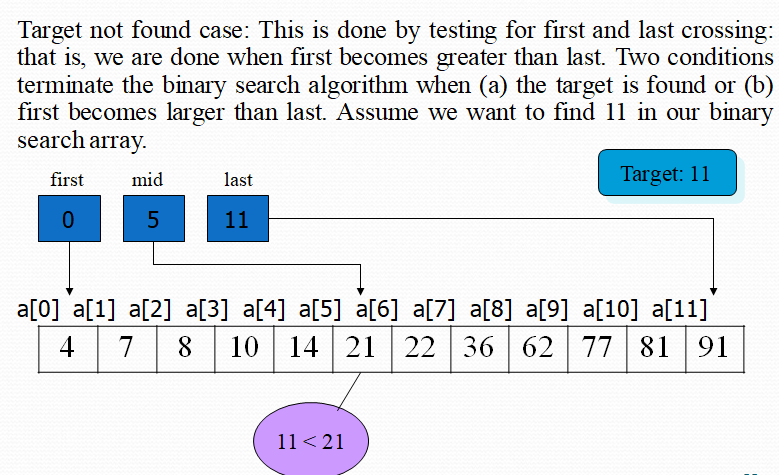 Target not found case: This is done by testing for first and last crossing:
that is, we are done when first becomes greater than last. Two conditions
terminate the binary search algorithm when (a) the target is found or (b)
first becomes larger than last. Assume we want to find 11 in our binary
search array.
first mid last
Target: 11
0 5 11
a[0] a[1] a[2] a[3] a[4] a[5] a[6] a[7] a[8] a[9] a[10] a[11]
4 7 8 10 14 21 22 36 62 77 81 91
11 < 21